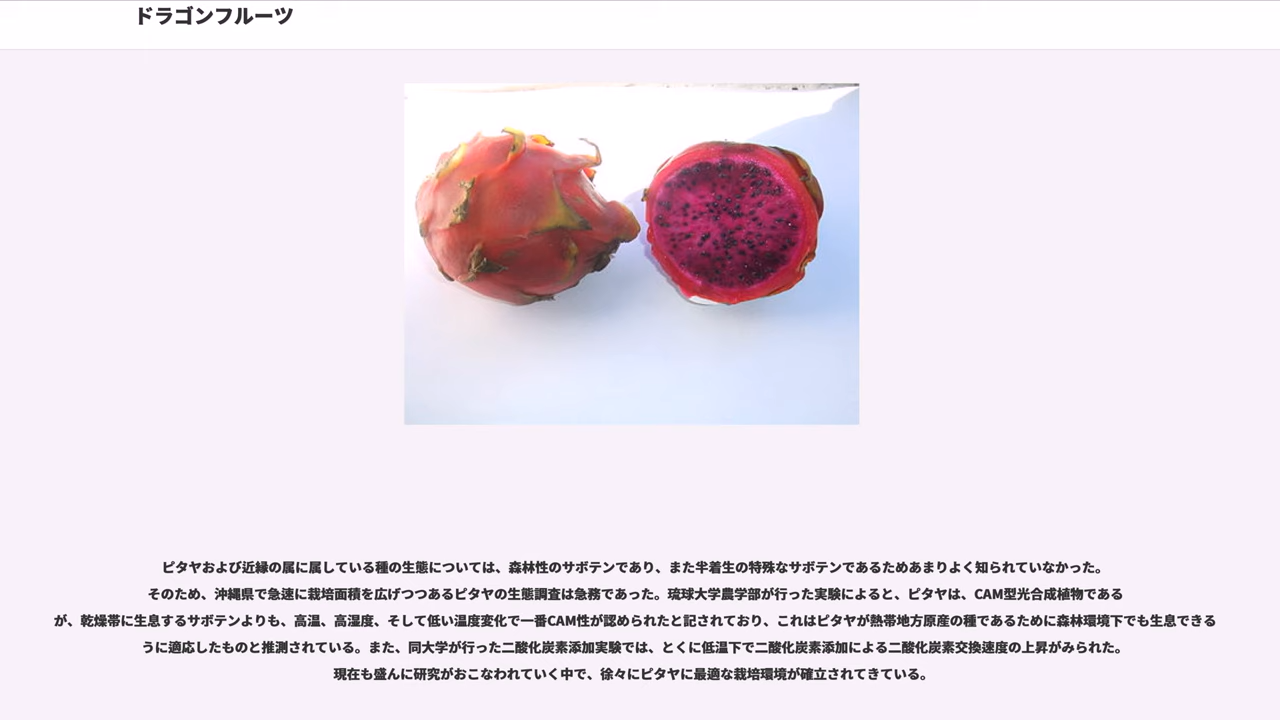 ドラゴンフルーツ
ピタヤおよび近縁の属に属している種の生態については、森林性のサボテンであり、また半着生の特殊なサボテンであるためあまりよく知られていなかった。
そのため、沖縄県で急速に栽培面積を広げつつあるピタヤの生態調査は急務であった。琉球大学農学部が行った実験によると、ピタヤは、CAM型光合成植物である
が、乾燥帯に生息するサボテンよりも、高温、高湿度、そして低い温度変化で一番CAM性が認められたと記されており、これはピタヤが熱帯地方原産の種であるために森林環境下でも生息できる
うに適応したものと推測されている。また、同大学が行った二酸化炭素添加実験では、とくに低温下で二酸化炭素添加による二酸化炭素交換速度の上昇がみられた。
現在も盛んに研究がおこなわれていく中で、徐々にピタヤに最適な栽培環境が確立されてきている。